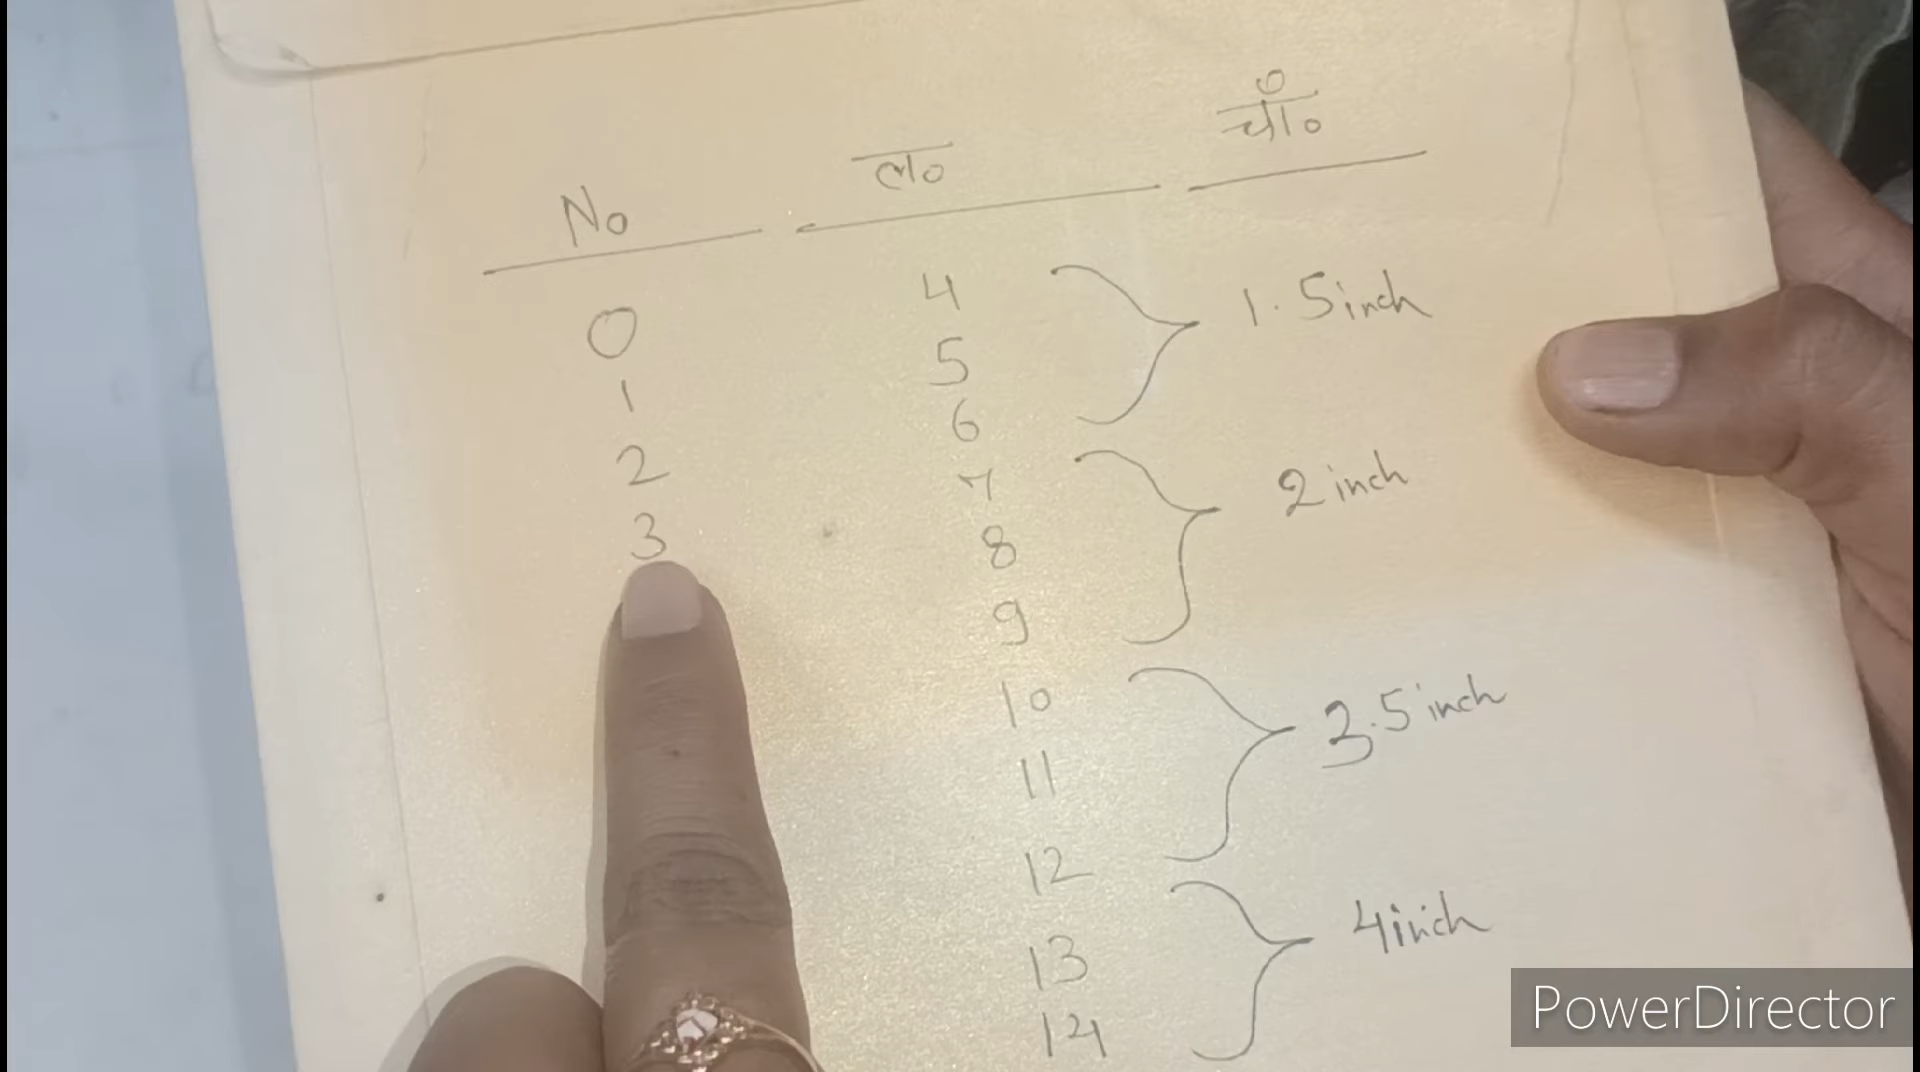 No ल० चौ०
0 4 1.5 inch
1 5
2 6
3 7 2 inch
8
9
10 3.5 inch
11
12
13 4 inch
14
PowerDirector